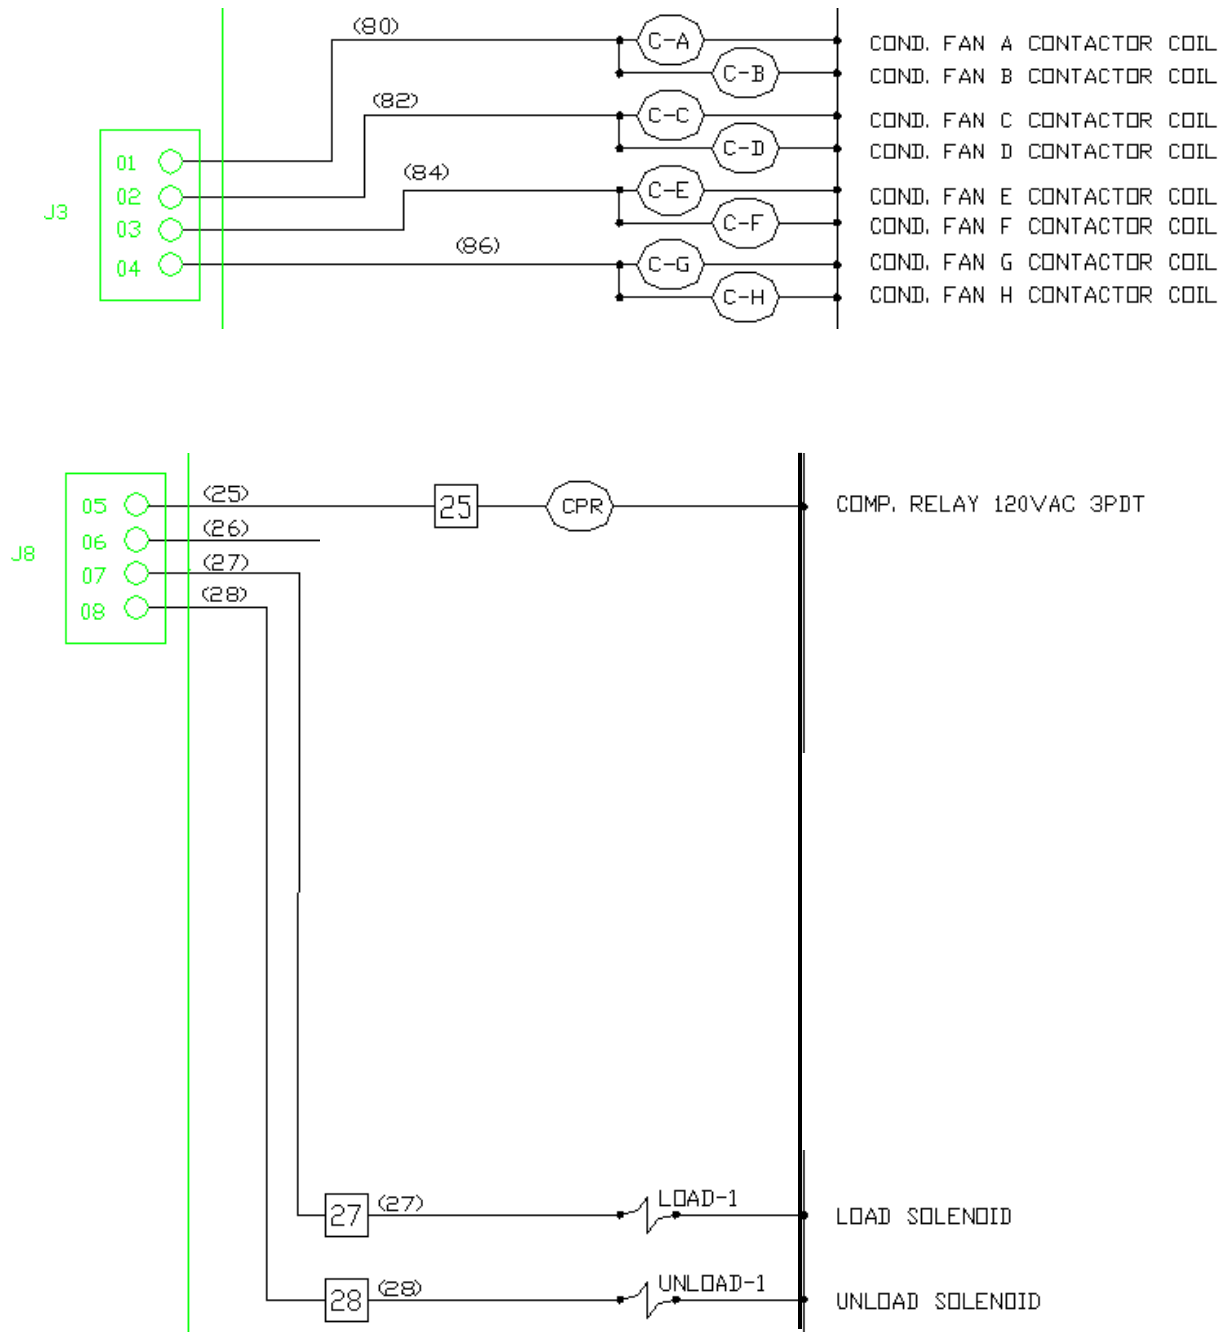 (80)
C-A
COND. FAN A CONTACTOR COIL
C-B
COND. FAN B CONTACTOR COIL
(82)
C-C
COND. FAN C CONTACTOR COIL
C-D
COND. FAN D CONTACTOR COIL
01
(84)
C-E
COND. FAN E CONTACTOR COIL
J3
02
03
C-F
COND. FAN F CONTACTOR COIL
(86)
04
C-G
COND. FAN G CONTACTOR COIL
C-H
COND. FAN H CONTACTOR COIL
05
(25)
25
CPR
COMP. RELAY 120VAC 3PDT
J8
06
(26)
07
(27)
08
(28)
27
(27)
LOAD-1
LOAD SOLENOID
28
(28)
UNLOAD-1
UNLOAD SOLENOID